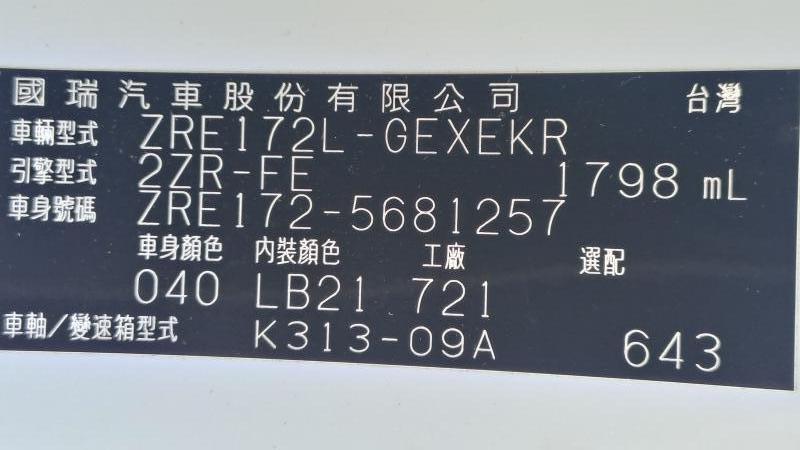 國瑞汽車股份有限公司 台灣
車輛型式 ZRE172L-GEXEKR
引擎型式 2ZR-FE 1798 mL
車身號碼 ZRE172-5681257
車身顏色 內裝顏色 工廠 選配
040 LB21 721
車軸/變速箱型式 K313-09A 643